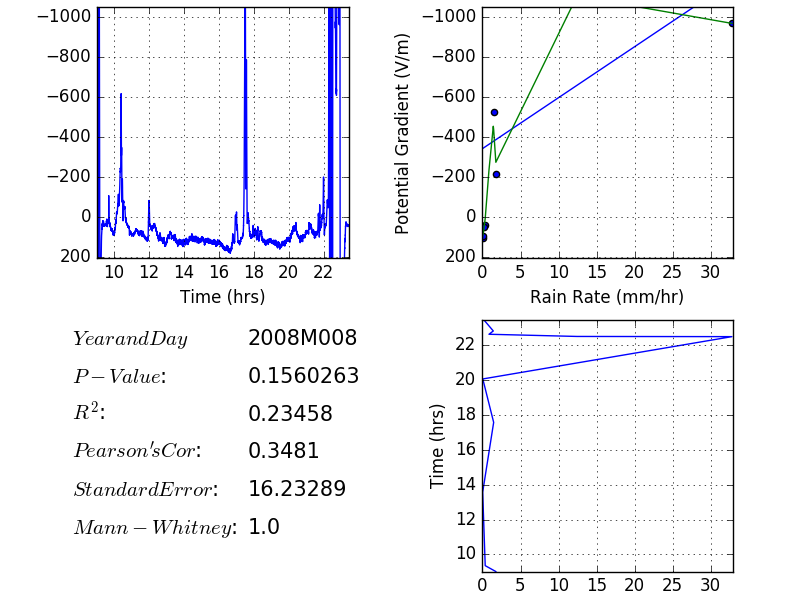 −1000
−800
−600
−400
−200
0
200
10 12 14 16 18 20 22
Time (hrs)
Potential Gradient (V/m)
−1000
−800
−600
−400
−200
0
200
0 5 10 15 20 25 30
Rain Rate (mm/hr)
YearandDay 2008M008
P−Value: 0.1560263
R²: 0.23458
Pearson'sCor: 0.3481
StandardError: 16.23289
Mann−Whitney: 1.0
Time (hrs)
22
20
18
16
14
12
10
0 5 10 15 20 25 30